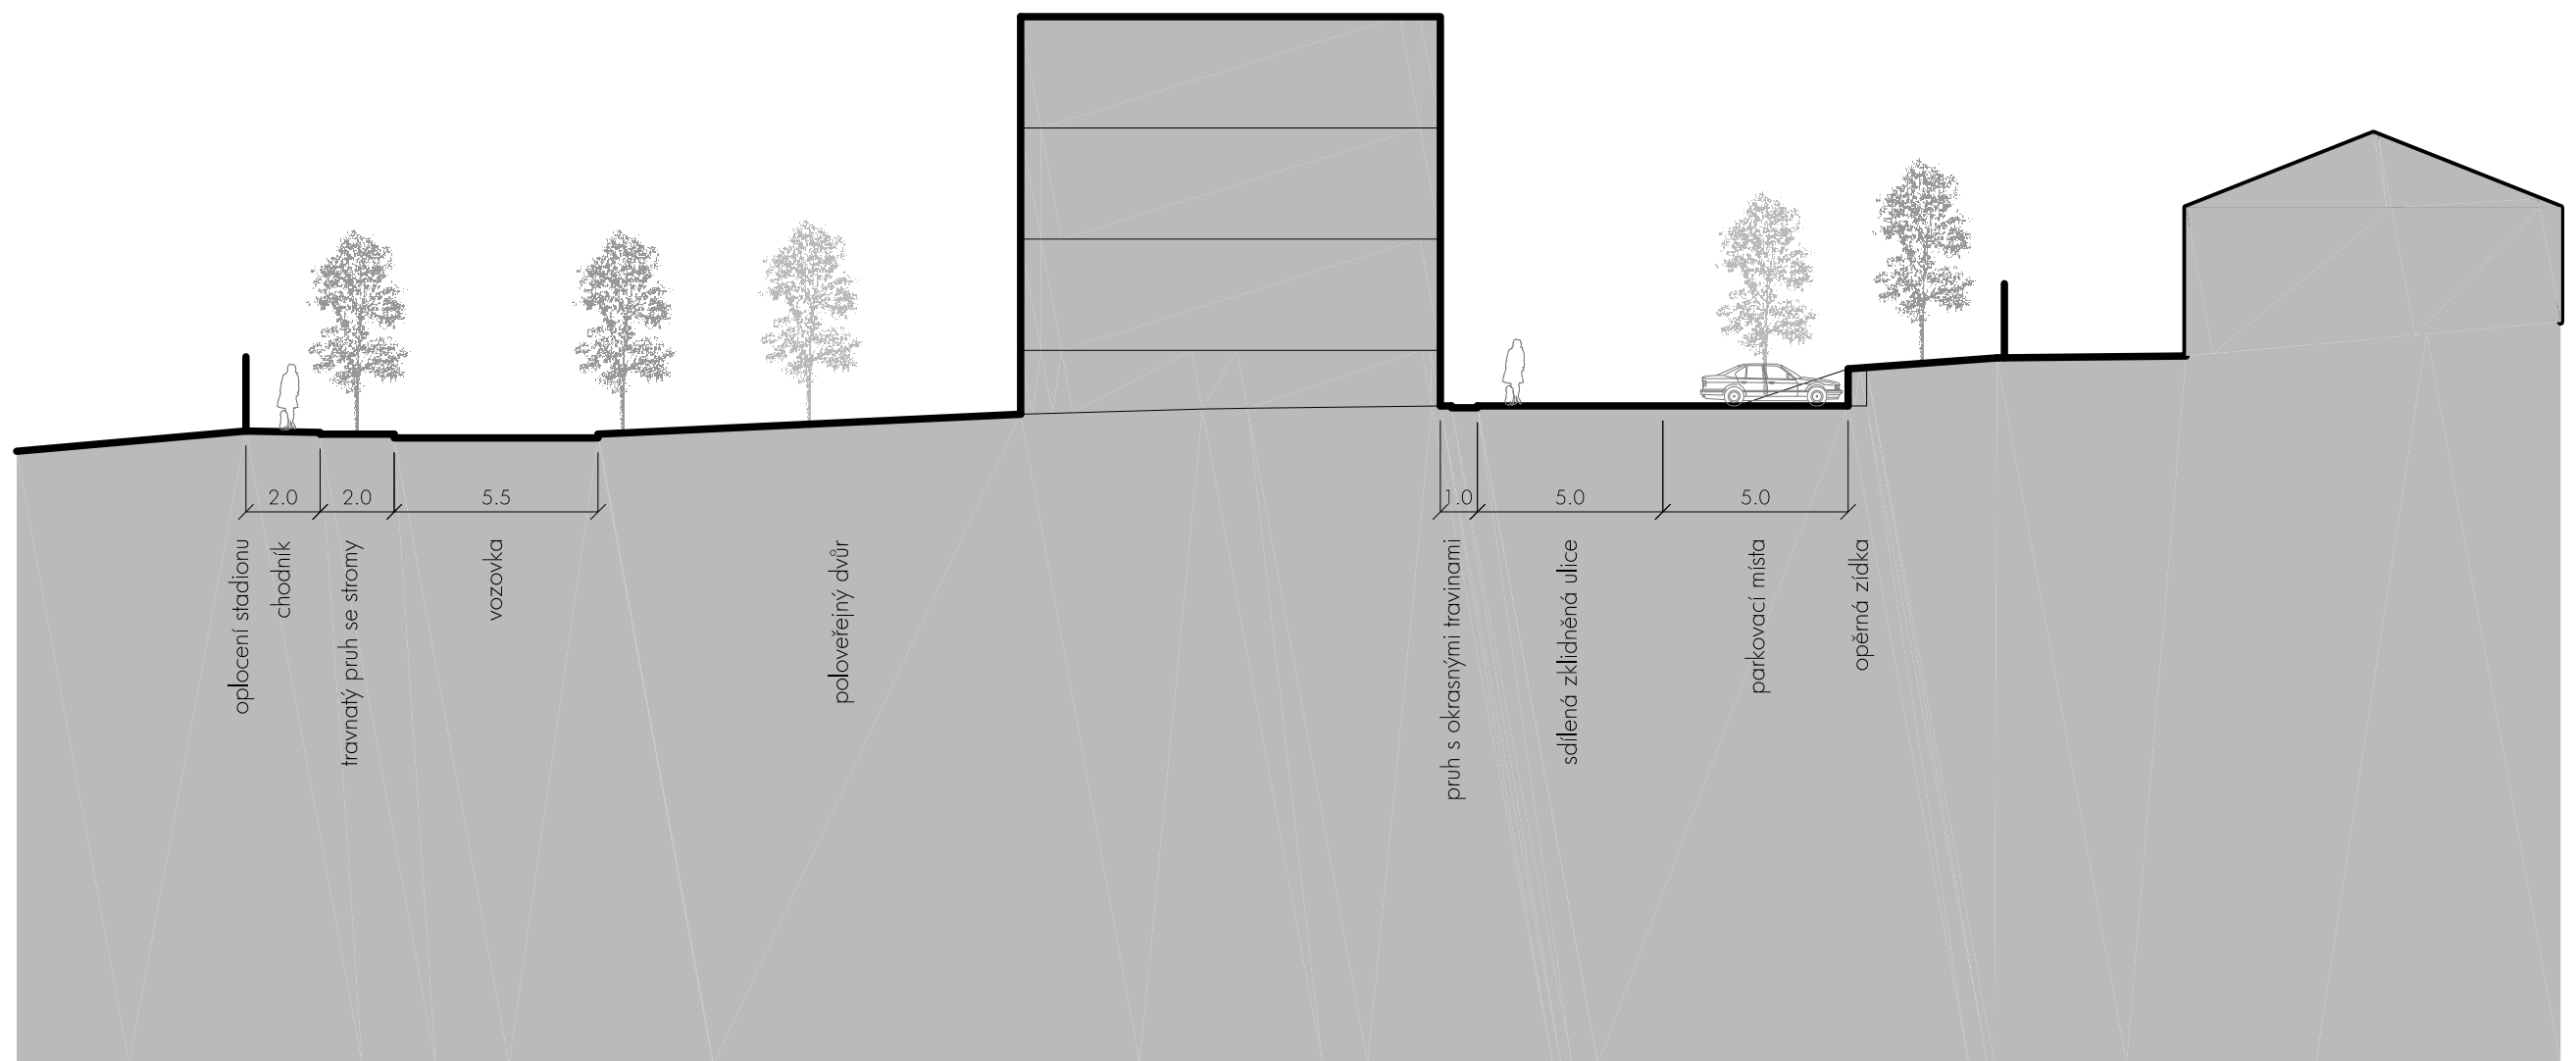 2.0
2.0
5.5
1.0
5.0
5.0
oplocení stadionu
chodník
travnatý pruh se stromy
vozovka
poloveřejný dvůr
pruh s okrasnými travinami
sdílená zklidněná ulice
parkovací místa
opěrná zídka